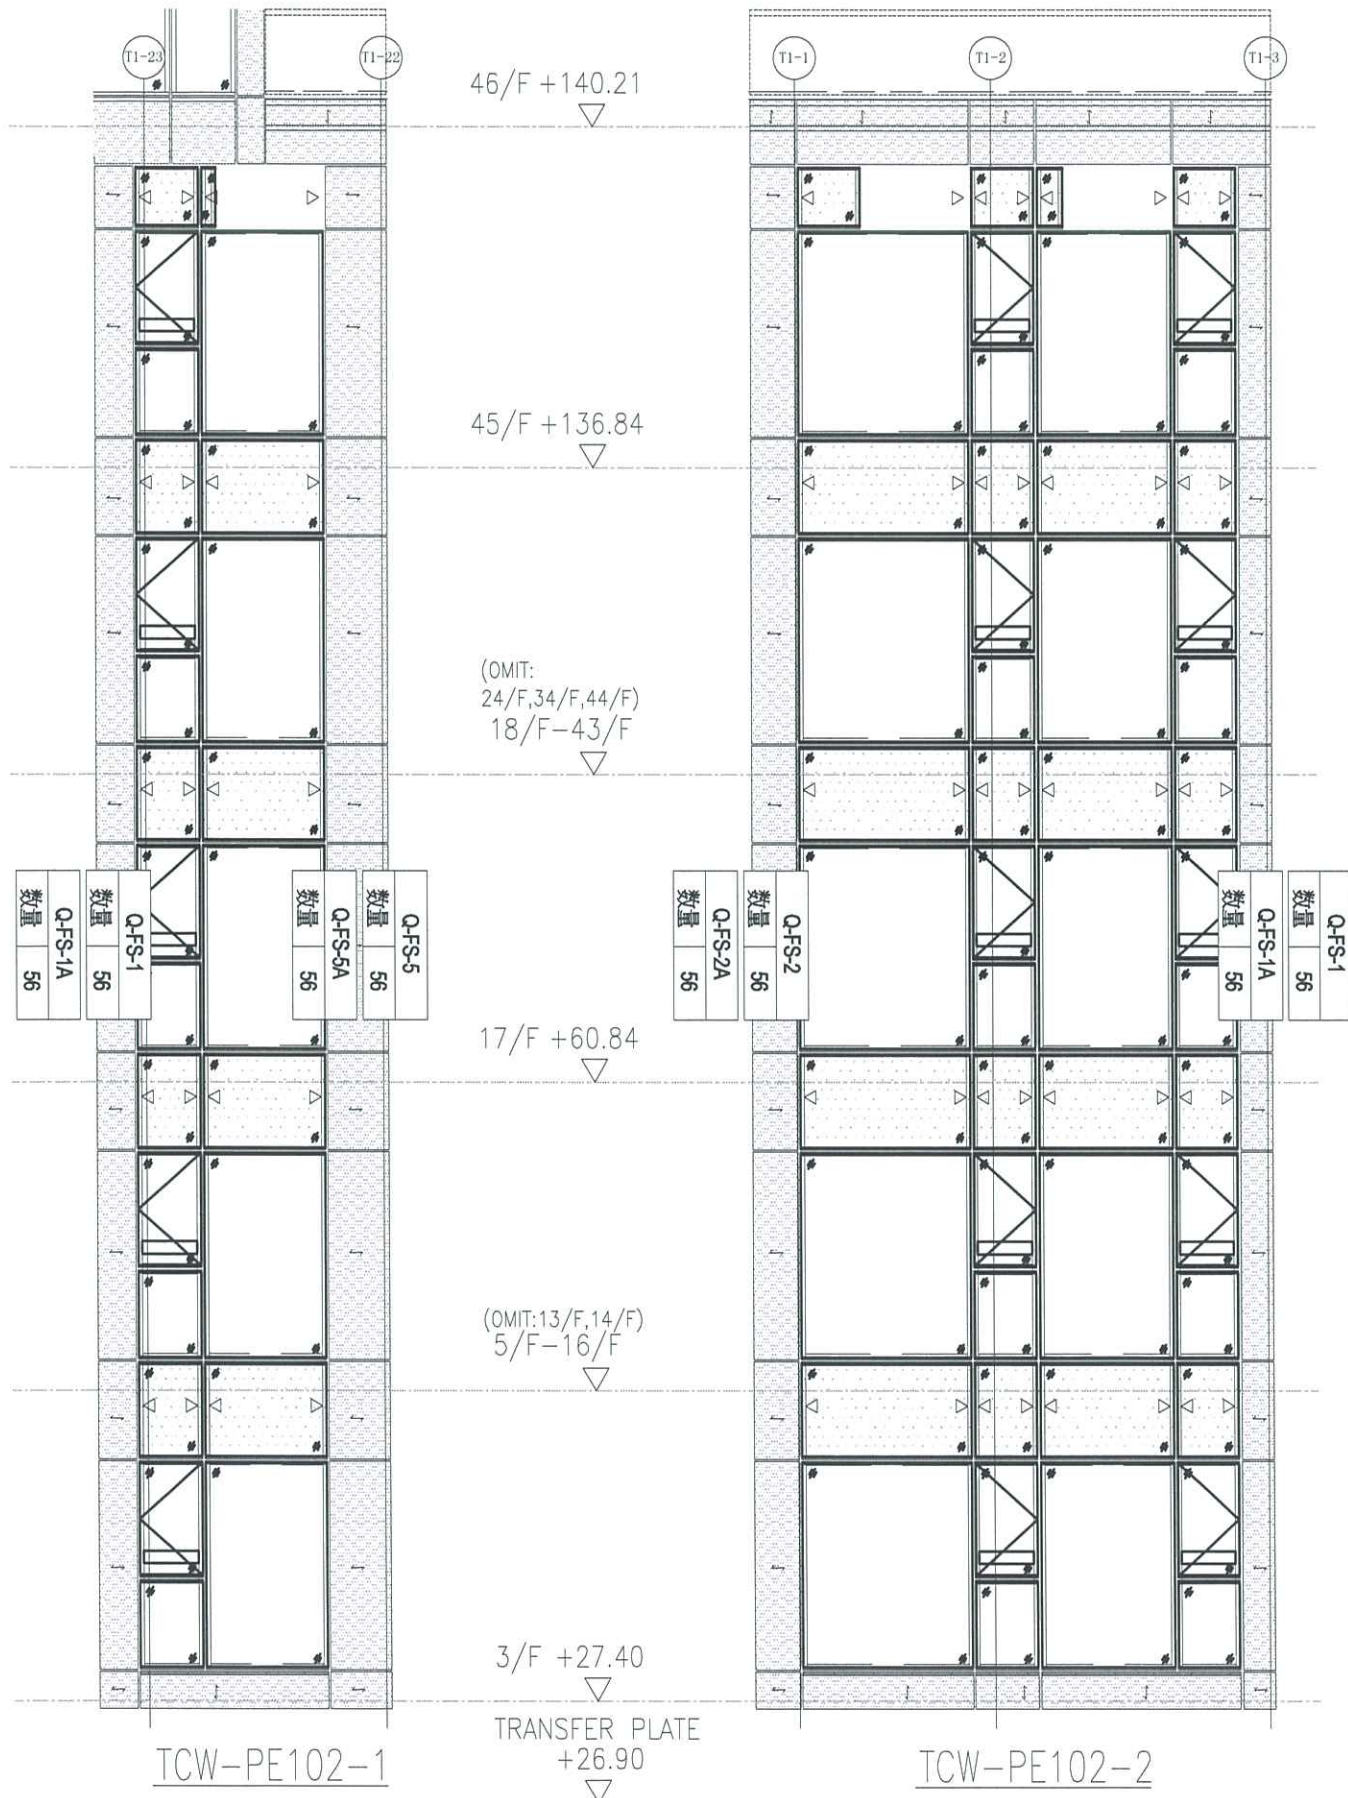 T1-23
T1-22
46/F +140.21
T1-1
T1-2
T1-3
45/F +136.84
(OMIT:
24/F,34/F,44/F)
18/F-43/F
Q-FS-1A
数量 56
Q-FS-1
数量 56
Q-FS-5A
数量 56
Q-FS-5
数量 56
Q-FS-2A
数量 56
Q-FS-2
数量 56
Q-FS-1A
数量 56
Q-FS-1
数量 56
17/F +60.84
(OMIT:13/F,14/F)
5/F-16/F
3/F +27.40
TRANSFER PLATE
+26.90
TCW-PE102-1
TCW-PE102-2